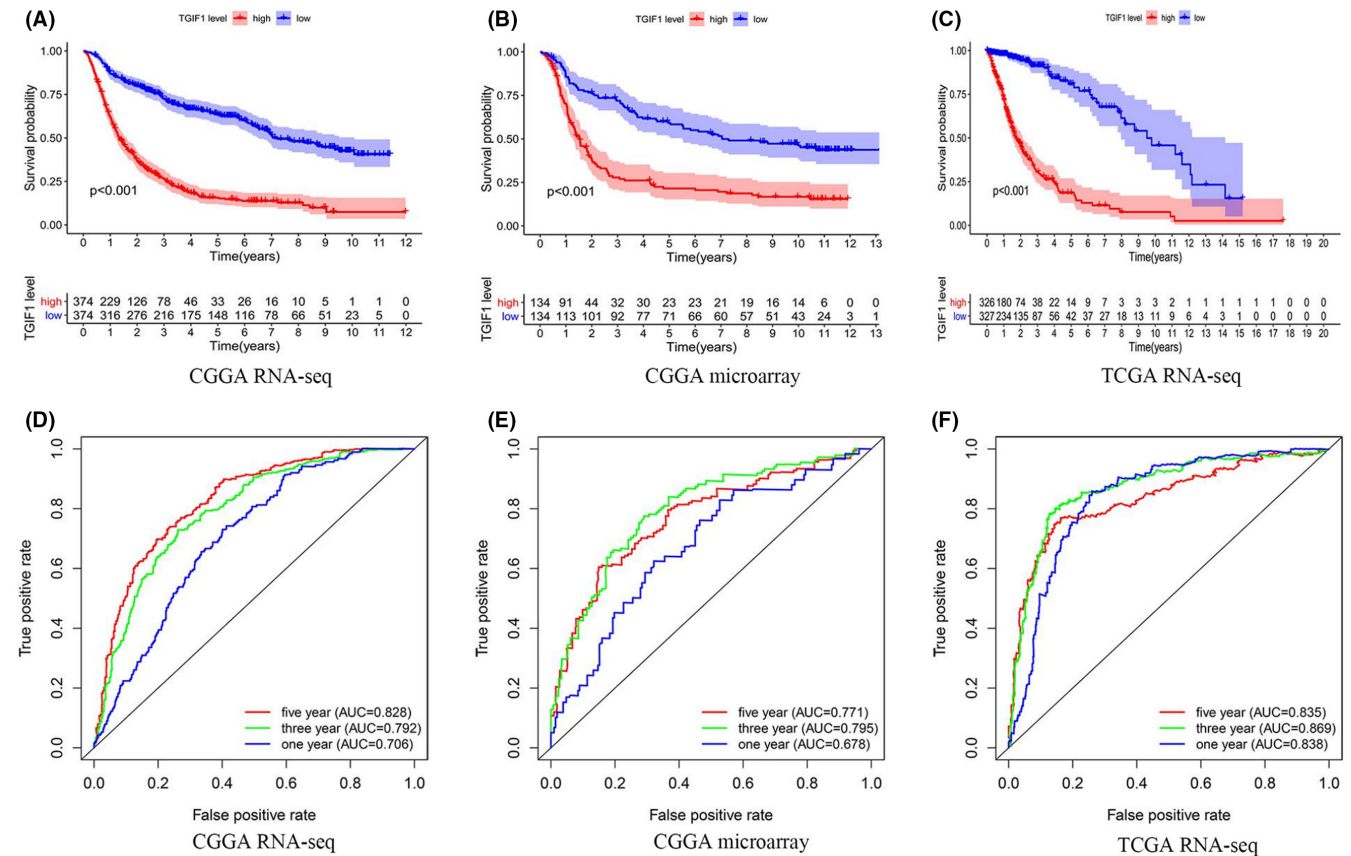 (A)
TGIF1 level high low
Survival probability
1.00
0.75
0.50
0.25
0.00
p<0.001
0 1 2 3 4 5 6 7 8 9 10 11 12
Time(years)
TGIF1 level
high 374 229 126 78 46 33 26 16 10 5 1 1 0
low 374 316 276 216 175 148 116 78 66 51 23 5 0
0 1 2 3 4 5 6 7 8 9 10 11 12
Time(years)
CGGA RNA-seq
(B)
TGIF1 level high low
Survival probability
1.00
0.75
0.50
0.25
0.00
p<0.001
0 1 2 3 4 5 6 7 8 9 10 11 12 13
Time(years)
TGIF1 level
high 134 91 44 32 30 23 23 21 19 16 14 6 0 0
low 134 113 101 92 77 71 66 60 57 51 43 24 3 1
0 1 2 3 4 5 6 7 8 9 10 11 12 13
Time(years)
CGGA microarray
(C)
TGIF1 level high low
Survival probability
1.00
0.75
0.50
0.25
0.00
p<0.001
0 1 2 3 4 5 6 7 8 9 10 11 12 13 14 15 16 17 18 19 20
Time(years)
TGIF1 level
high 326 180 74 38 22 14 9 7 3 3 3 2 1 1 1 1 1 1 0 0 0
low 327 234 135 87 56 42 37 27 18 13 11 9 6 4 3 1 0 0 0 0 0
0 1 2 3 4 5 6 7 8 9 10 11 12 13 14 15 16 17 18 19 20
Time(years)
TCGA RNA-seq
(D)
True positive rate
1.0
0.8
0.6
0.4
0.2
0.0
five year (AUC=0.828)
three year (AUC=0.792)
one year (AUC=0.706)
0.0 0.2 0.4 0.6 0.8 1.0
False positive rate
CGGA RNA-seq
(E)
True positive rate
1.0
0.8
0.6
0.4
0.2
0.0
five year (AUC=0.771)
three year (AUC=0.795)
one year (AUC=0.678)
0.0 0.2 0.4 0.6 0.8 1.0
False positive rate
CGGA microarray
(F)
True positive rate
1.0
0.8
0.6
0.4
0.2
0.0
five year (AUC=0.835)
three year (AUC=0.869)
one year (AUC=0.838)
0.0 0.2 0.4 0.6 0.8 1.0
False positive rate
TCGA RNA-seq